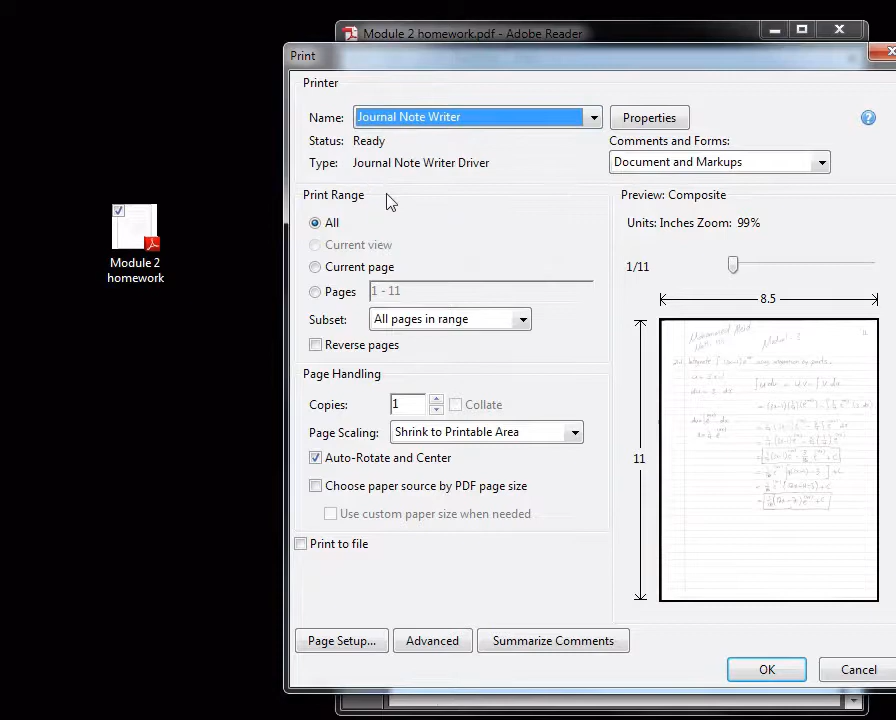 Module 2 homework.pdf - Adobe Reader
Print
Printer
Name: Journal Note Writer Properties
Status: Ready Comments and Forms:
Type: Journal Note Writer Driver Document and Markups
Print Range Preview: Composite
All Units: Inches Zoom: 99%
Current view
Current page 1/11
Pages 1 - 11
8.5
Subset: All pages in range
Reverse pages
Page Handling
Copies: 1 Collate
Page Scaling: Shrink to Printable Area
Auto-Rotate and Center
11
Choose paper source by PDF page size
Use custom paper size when needed
Print to file
Page Setup... Advanced Summarize Comments
OK Cancel
Module 2
homework